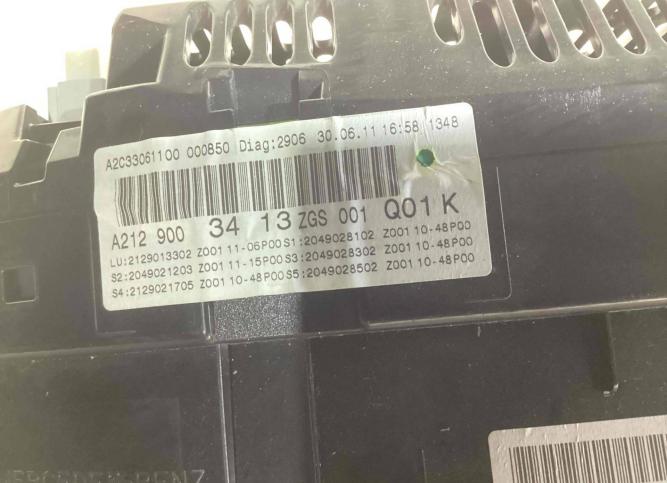 A2C33061100 000850 Diag:2906 30.06.11 16:58 1348
A212 900 34 13 ZGS 001 Q01 K
LU:2129013302 Z001 11-06P00 S1:2049028102 Z001 10-48P00
S2:2049021203 Z001 11-15P00 S3:2049028302 Z001 10-48P00
S4:2129021705 Z001 10-48P00 S5:2049028502 Z001 10-48P00